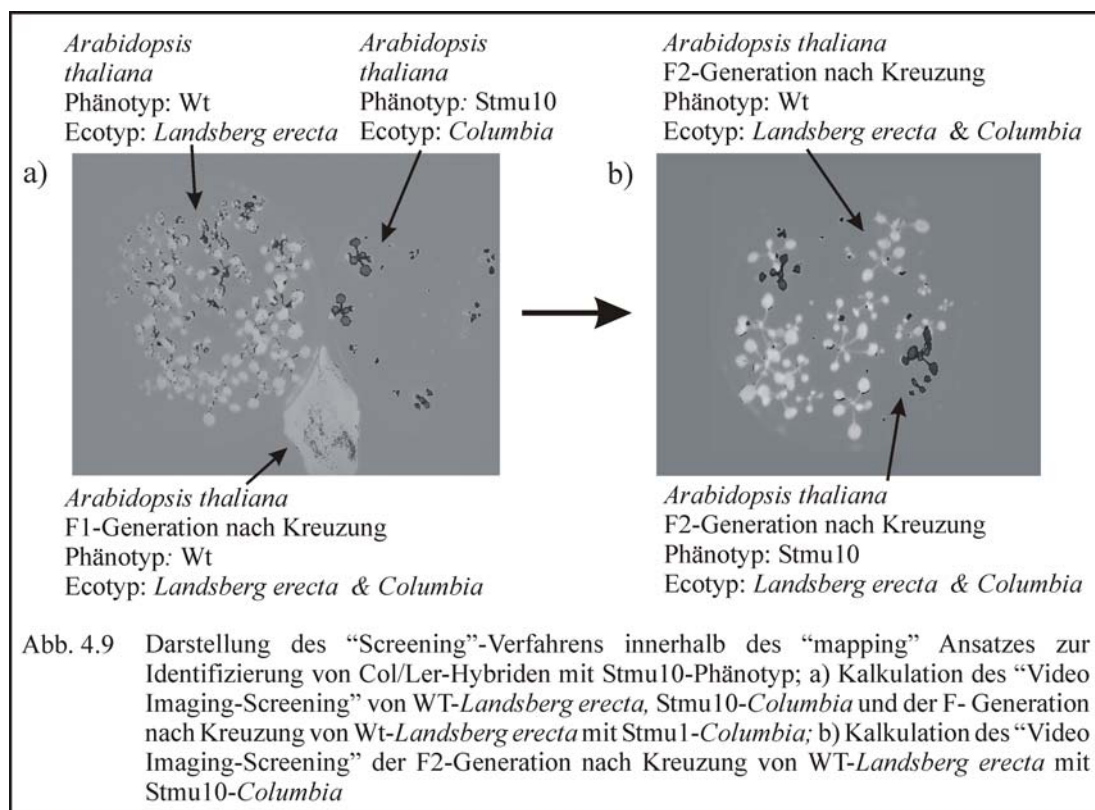 Arabidopsis
thaliana
Phänotyp: Wt
Ecotyp: Landsberg erecta
Arabidopsis
thaliana
Phänotyp: Stmu10
Ecotyp: Columbia
Arabidopsis thaliana
F2-Generation nach Kreuzung
Phänotyp: Wt
Ecotyp: Landsberg erecta & Columbia
a)
b)
Arabidopsis thaliana
F1-Generation nach Kreuzung
Phänotyp: Wt
Ecotyp: Landsberg erecta & Columbia
Arabidopsis thaliana
F2-Generation nach Kreuzung
Phänotyp: Stmu10
Ecotyp: Landsberg erecta & Columbia
Abb. 4.9 Darstellung des “Screening”-Verfahrens innerhalb des “mapping” Ansatzes zur
Identifizierung von Col/Ler-Hybriden mit Stmu10-Phänotyp; a) Kalkulation des “Video
Imaging-Screening” von WT-Landsberg erecta, Stmu10-Columbia und der F- Generation
nach Kreuzung von Wt-Landsberg erecta mit Stmu1-Columbia; b) Kalkulation des “Video
Imaging-Screening” der F2-Generation nach Kreuzung von WT-Landsberg erecta mit
Stmu10-Columbia